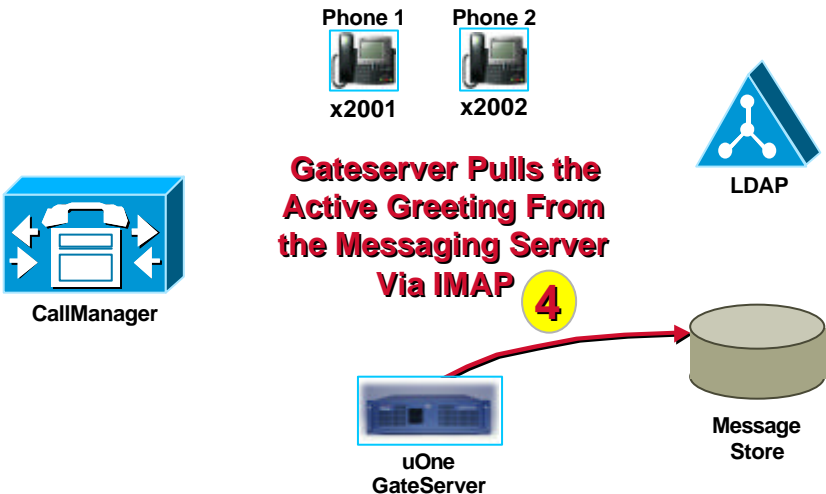 Phone 1
Phone 2
x2001
x2002
LDAP
Gateserver Pulls the
Active Greeting From
the Messaging Server
Via IMAP
4
CallManager
Message
Store
uOne
GateServer